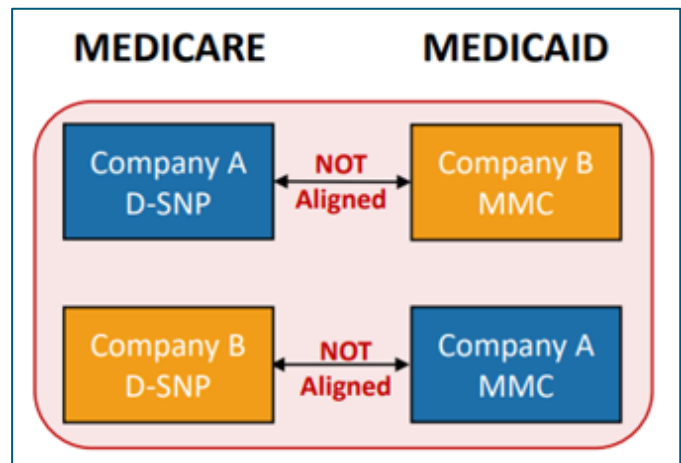 MEDICARE MEDICAID
Company A
D-SNP
NOT
Aligned
Company B
MMC
Company B
D-SNP
NOT
Aligned
Company A
MMC